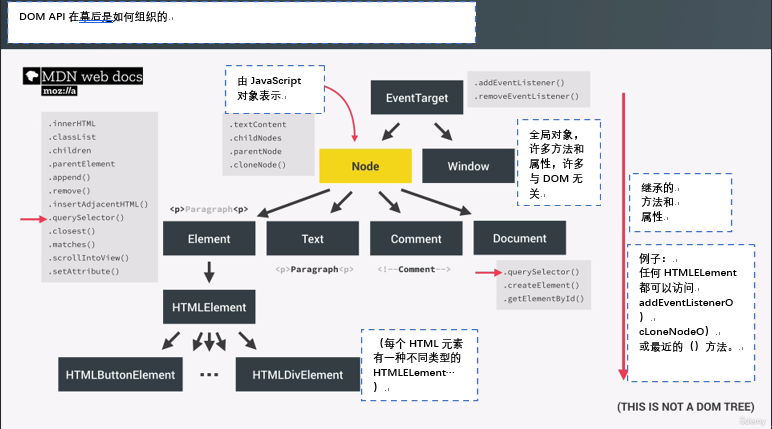 DOM API 在幕后是如何组织的
MDN web docs
moz://a
由 JavaScript
对象表示
EventTarget
.addEventListener()
.removeEventListener()
.innerHTML
.classList
.children
.parentElement
.append()
.remove()
.insertAdjacentHTML()
.querySelector()
.closest()
.matches()
.scrollIntoView()
.setAttribute()
.textContent
.childNodes
.parentNode
.cloneNode()
Node
Window
全局对象，
许多方法和
属性，许多
与 DOM 无
关
继承的
方法和
属性
<p>Paragraph<p>
Element
Text
Comment
Document
<p>Paragraph<p>
<!--Comment-->
.querySelector()
.createElement()
.getElementById()
例子：
任何 HTMLELement
都可以访问
addEventListenerO
）
cLoneNodeO）
或最近的（）方法。
HTMLElement
HTMLButtonElement
...
HTMLDivElement
（每个 HTML 元素
有一种不同类型的
HTMLELement…
）
(THIS IS NOT A DOM TREE)
Udemy